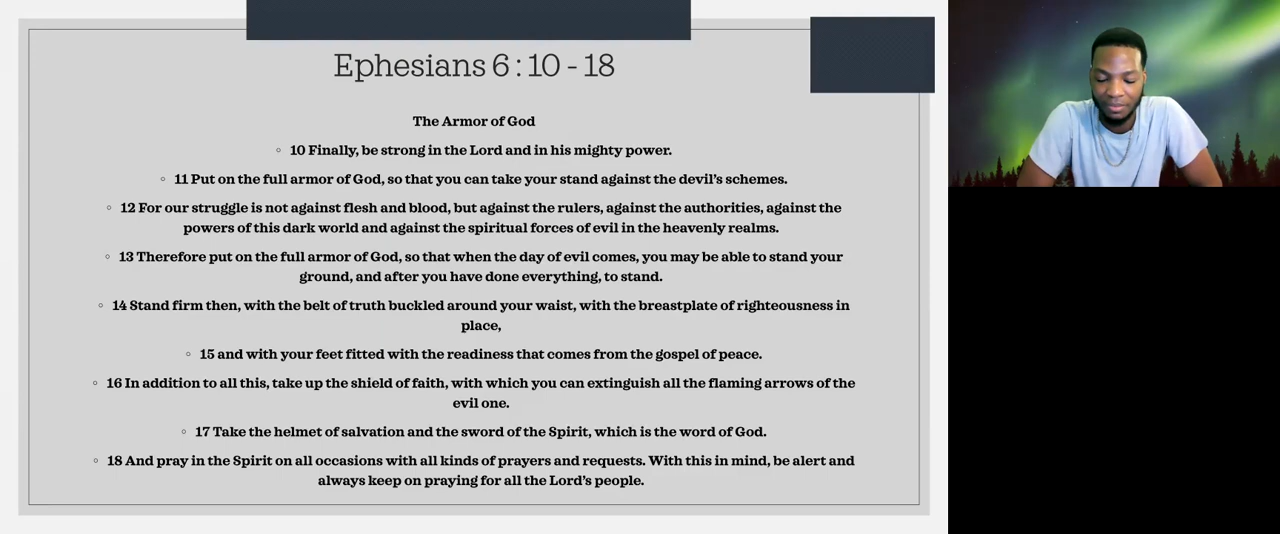 Ephesians 6 : 10 - 18
The Armor of God
◦ 10 Finally, be strong in the Lord and in his mighty power.
◦ 11 Put on the full armor of God, so that you can take your stand against the devil’s schemes.
◦ 12 For our struggle is not against flesh and blood, but against the rulers, against the authorities, against the
powers of this dark world and against the spiritual forces of evil in the heavenly realms.
◦ 13 Therefore put on the full armor of God, so that when the day of evil comes, you may be able to stand your
ground, and after you have done everything, to stand.
◦ 14 Stand firm then, with the belt of truth buckled around your waist, with the breastplate of righteousness in
place,
◦ 15 and with your feet fitted with the readiness that comes from the gospel of peace.
◦ 16 In addition to all this, take up the shield of faith, with which you can extinguish all the flaming arrows of the
evil one.
◦ 17 Take the helmet of salvation and the sword of the Spirit, which is the word of God.
◦ 18 And pray in the Spirit on all occasions with all kinds of prayers and requests. With this in mind, be alert and
always keep on praying for all the Lord’s people.